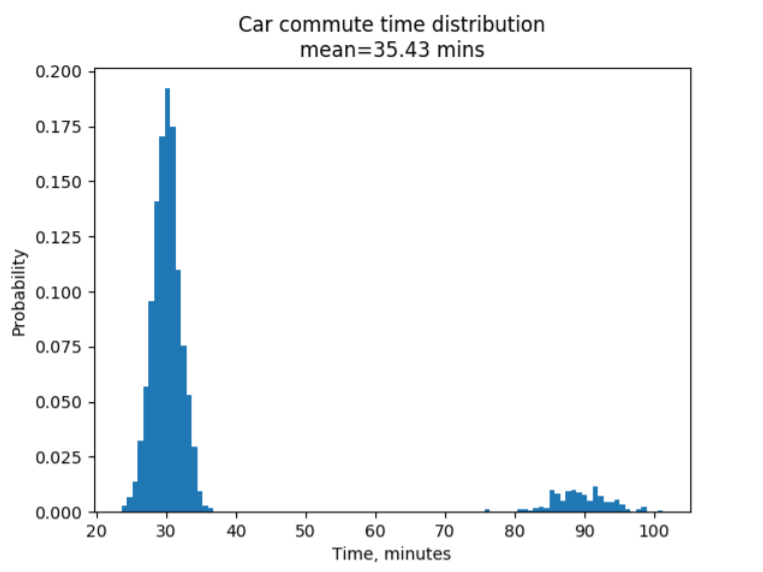 Car commute time distribution
mean=35.43 mins
0.200
0.175
0.150
0.125
0.100
0.075
0.050
0.025
0.000
Probability
20 30 40 50 60 70 80 90 100
Time, minutes